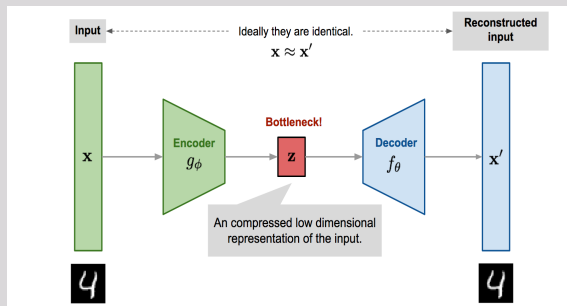 Input
Ideally they are identical.
x ≈ x′
Reconstructed
input
Bottleneck!
Encoder
gϕ
Decoder
fθ
x
z
x′
An compressed low dimensional
representation of the input.
4
4